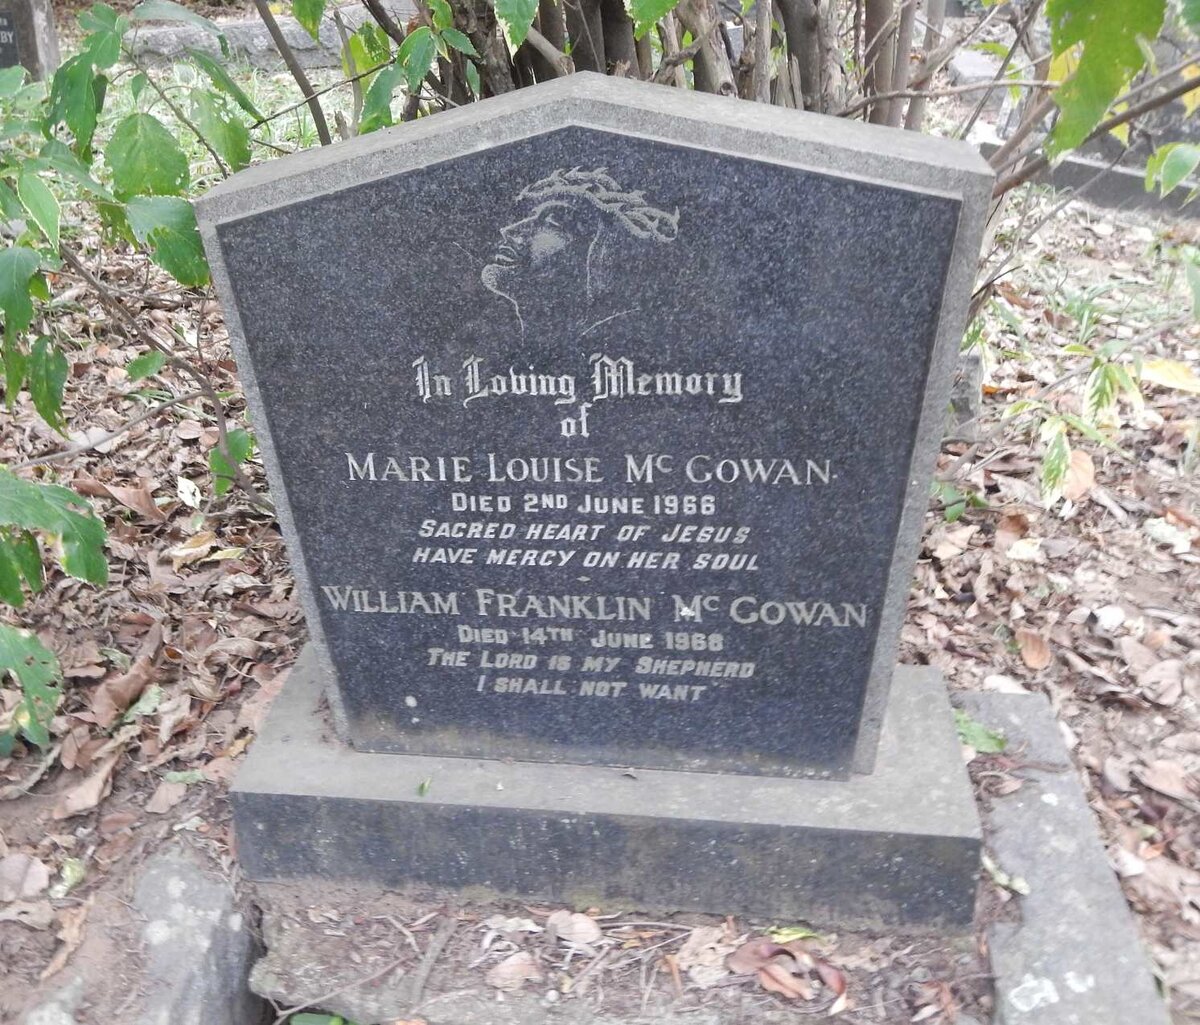 BY
In Loving Memory
of
MARIE LOUISE Mc GOWAN.
DIED 2ND JUNE 1966
SACRED HEART OF JESUS
HAVE MERCY ON HER SOUL
WILLIAM FRANKLIN Mc GOWAN
DIED 14TH JUNE 1968
THE LORD IS MY SHEPHERD
I SHALL NOT WANT